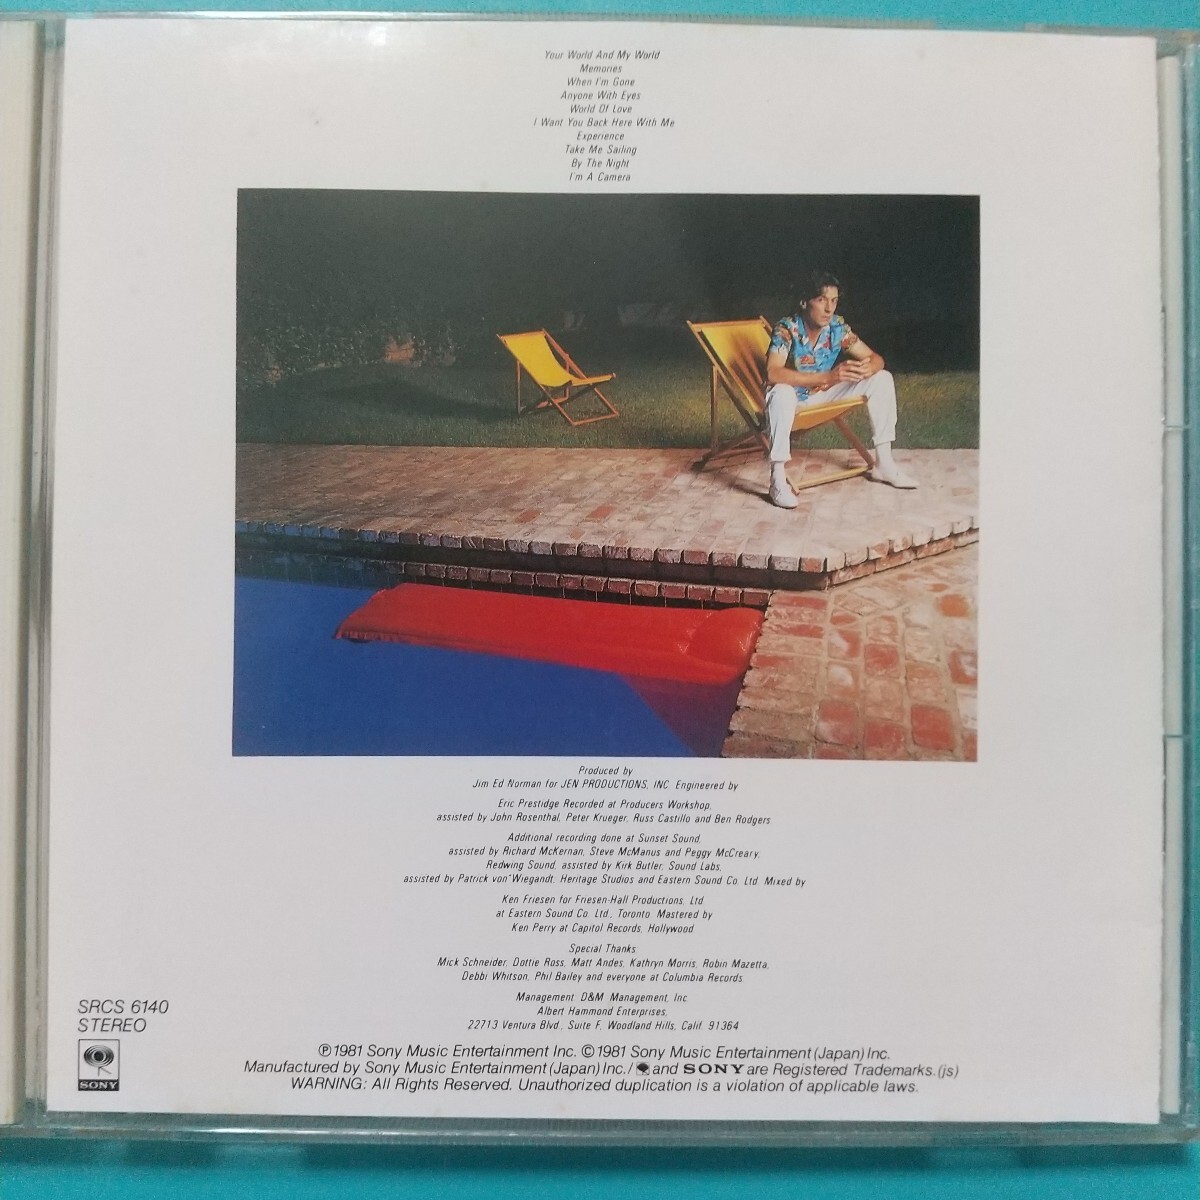 Your World And My World
Memories
When I'm Gone
Anyone With Eyes
World Of Love
I Want You Back Here With Me
Experience
Take Me Sailing
By The Night
I'm A Camera
Produced by
Jim Ed Norman for JEN PRODUCTIONS, INC. Engineered by
Eric Prestidge Recorded at Producers Workshop,
assisted by John Rosenthal, Peter Krueger, Russ Castillo and Ben Rodgers
Additional recording done at Sunset Sound,
assisted by Richard McKernan, Steve McManus and Peggy McCreary,
Redwing Sound, assisted by Kirk Butler, Sound Labs,
assisted by Patrick von Wiegandt, Heritage Studios and Eastern Sound Co. Ltd. Mixed by
Ken Friesen for Friesen-Hall Productions, Ltd.
at Eastern Sound Co. Ltd., Toronto. Mastered by
Ken Perry at Capitol Records, Hollywood
Special Thanks
Mick Schneider, Dottie Ross, Matt Andes, Kathryn Morris, Robin Mazetta,
Debbi Whitson, Phil Bailey and everyone at Columbia Records.
Management: D&M Management, Inc.
Albert Hammond Enterprises,
22713 Ventura Blvd., Suite F, Woodland Hills, Calif. 91364
SRCS 6140
STEREO
SONY
℗1981 Sony Music Entertainment Inc. ©1981 Sony Music Entertainment (Japan) Inc.
Manufactured by Sony Music Entertainment (Japan) Inc. / and SONY are Registered Trademarks. (js)
WARNING: All Rights Reserved. Unauthorized duplication is a violation of applicable laws.